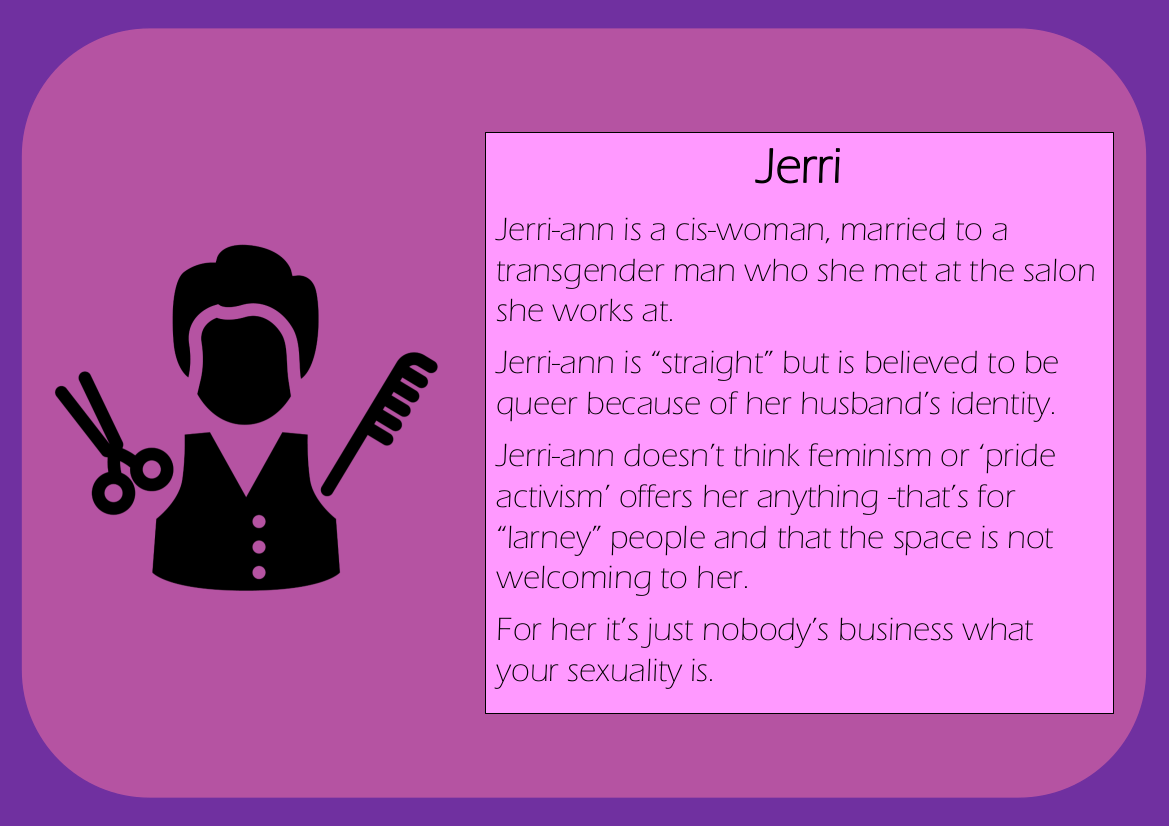 Jerri
Jerri-ann is a cis-woman, married to a
transgender man who she met at the salon
she works at.
Jerri-ann is “straight” but is believed to be
queer because of her husband’s identity.
Jerri-ann doesn’t think feminism or ‘pride
activism’ offers her anything -that’s for
“larney” people and that the space is not
welcoming to her.
For her it’s just nobody’s business what
your sexuality is.